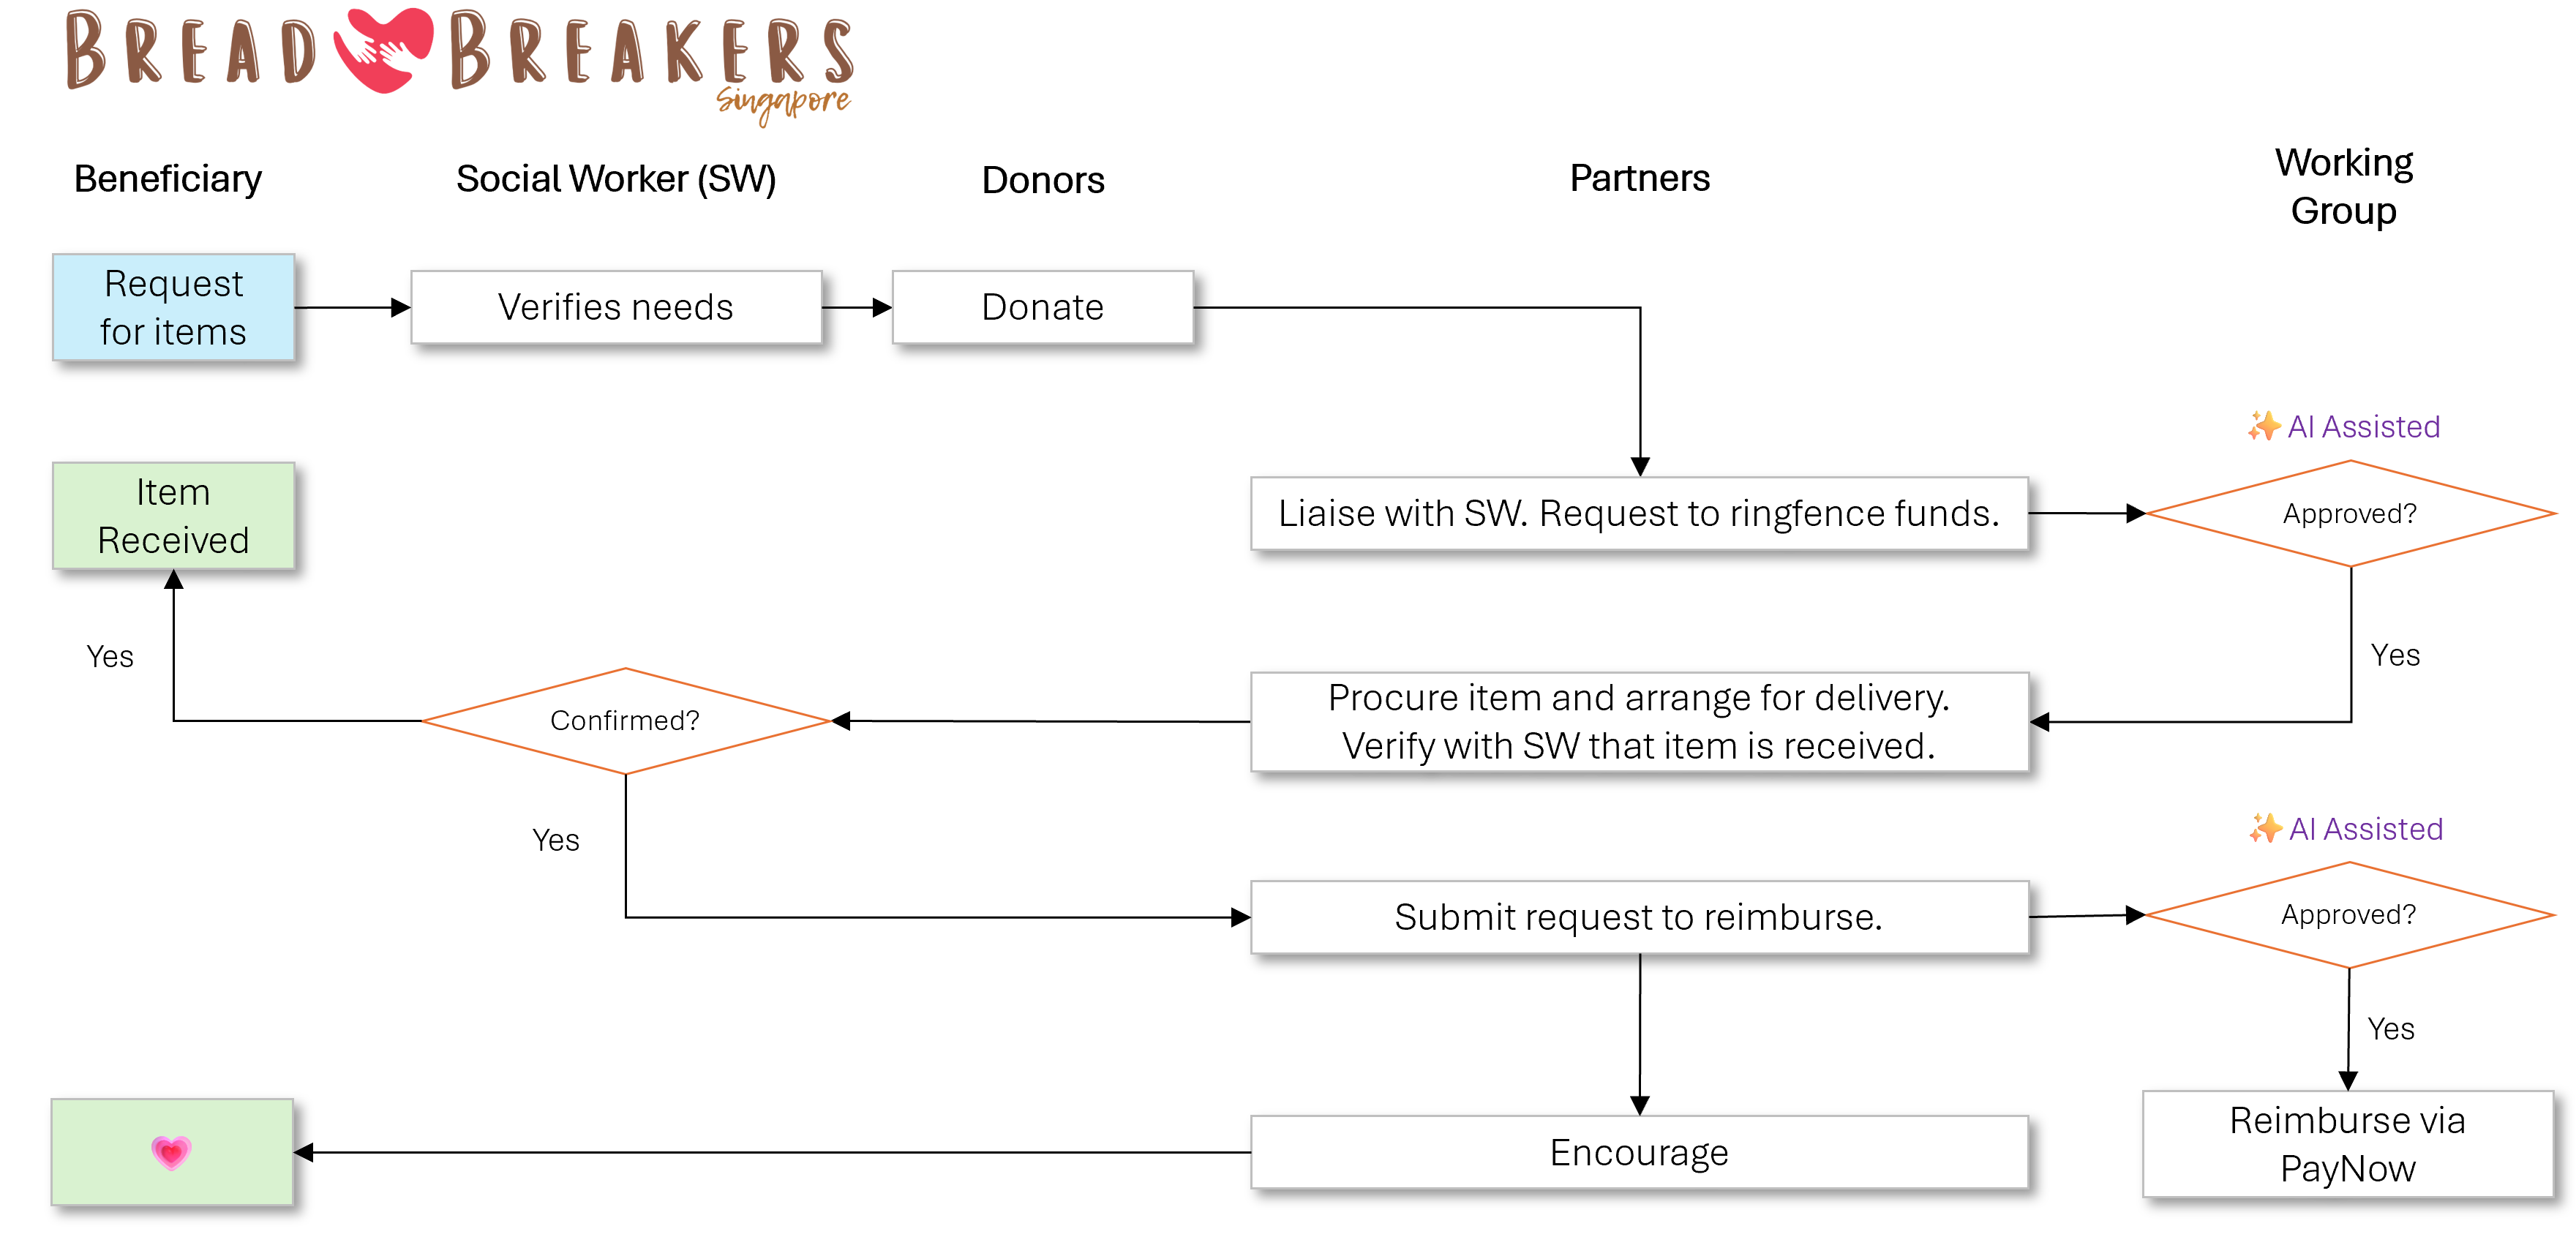 BREAD BREAKERS
Singapore
Beneficiary
Social Worker (SW)
Donors
Partners
Working
Group
Request
for items
Verifies needs
Donate
✨ AI Assisted
Item
Received
Liaise with SW. Request to ringfence funds.
Approved?
Yes
Yes
Confirmed?
Procure item and arrange for delivery.
Verify with SW that item is received.
Yes
✨ AI Assisted
Submit request to reimburse.
Approved?
Yes
Encourage
Reimburse via
PayNow